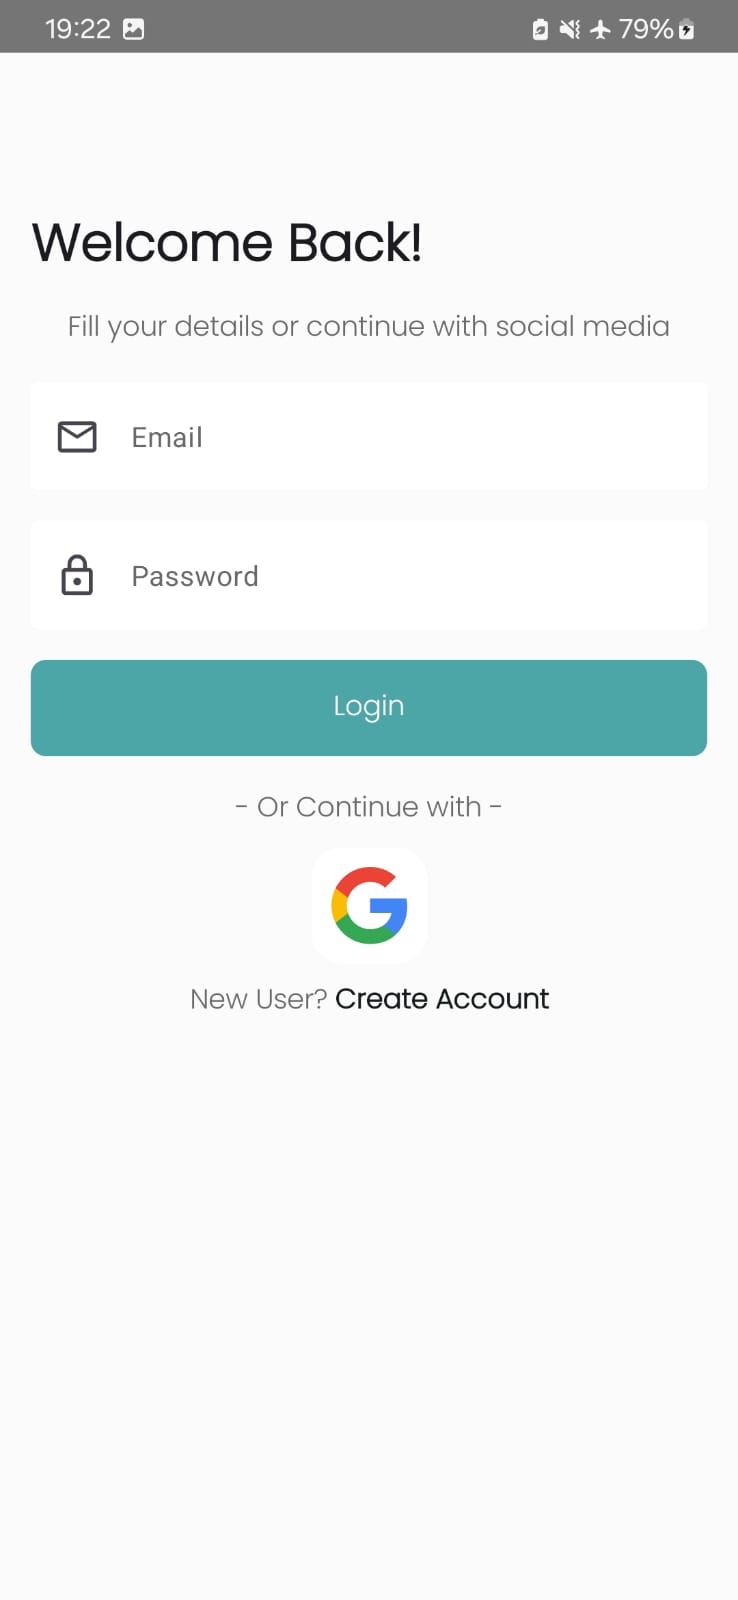 19:22 79%
Welcome Back!
Fill your details or continue with social media
Email
Password
Login
- Or Continue with -
New User? Create Account